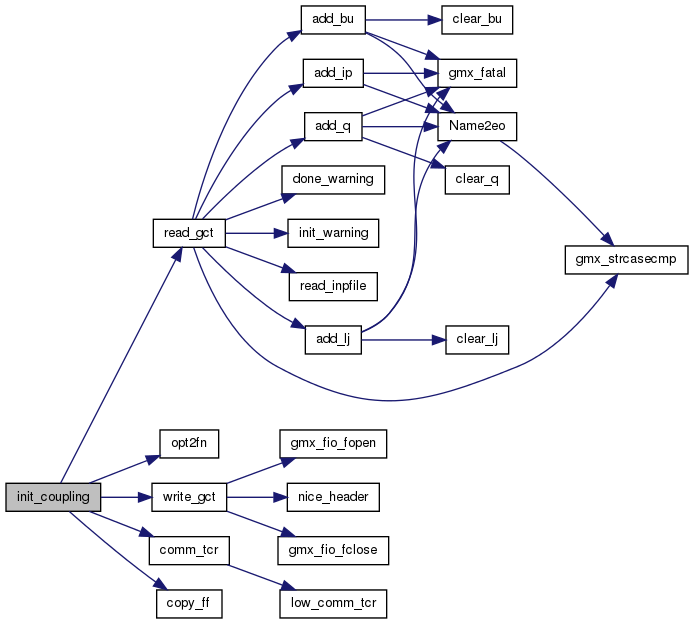 add_bu
clear_bu
add_ip
gmx_fatal
add_q
Name2eo
done_warning
clear_q
read_gct
init_warning
gmx_strcasecmp
read_inpfile
add_lj
clear_lj
opt2fn
gmx_fio_fopen
init_coupling
write_gct
nice_header
comm_tcr
gmx_fio_fclose
copy_ff
low_comm_tcr